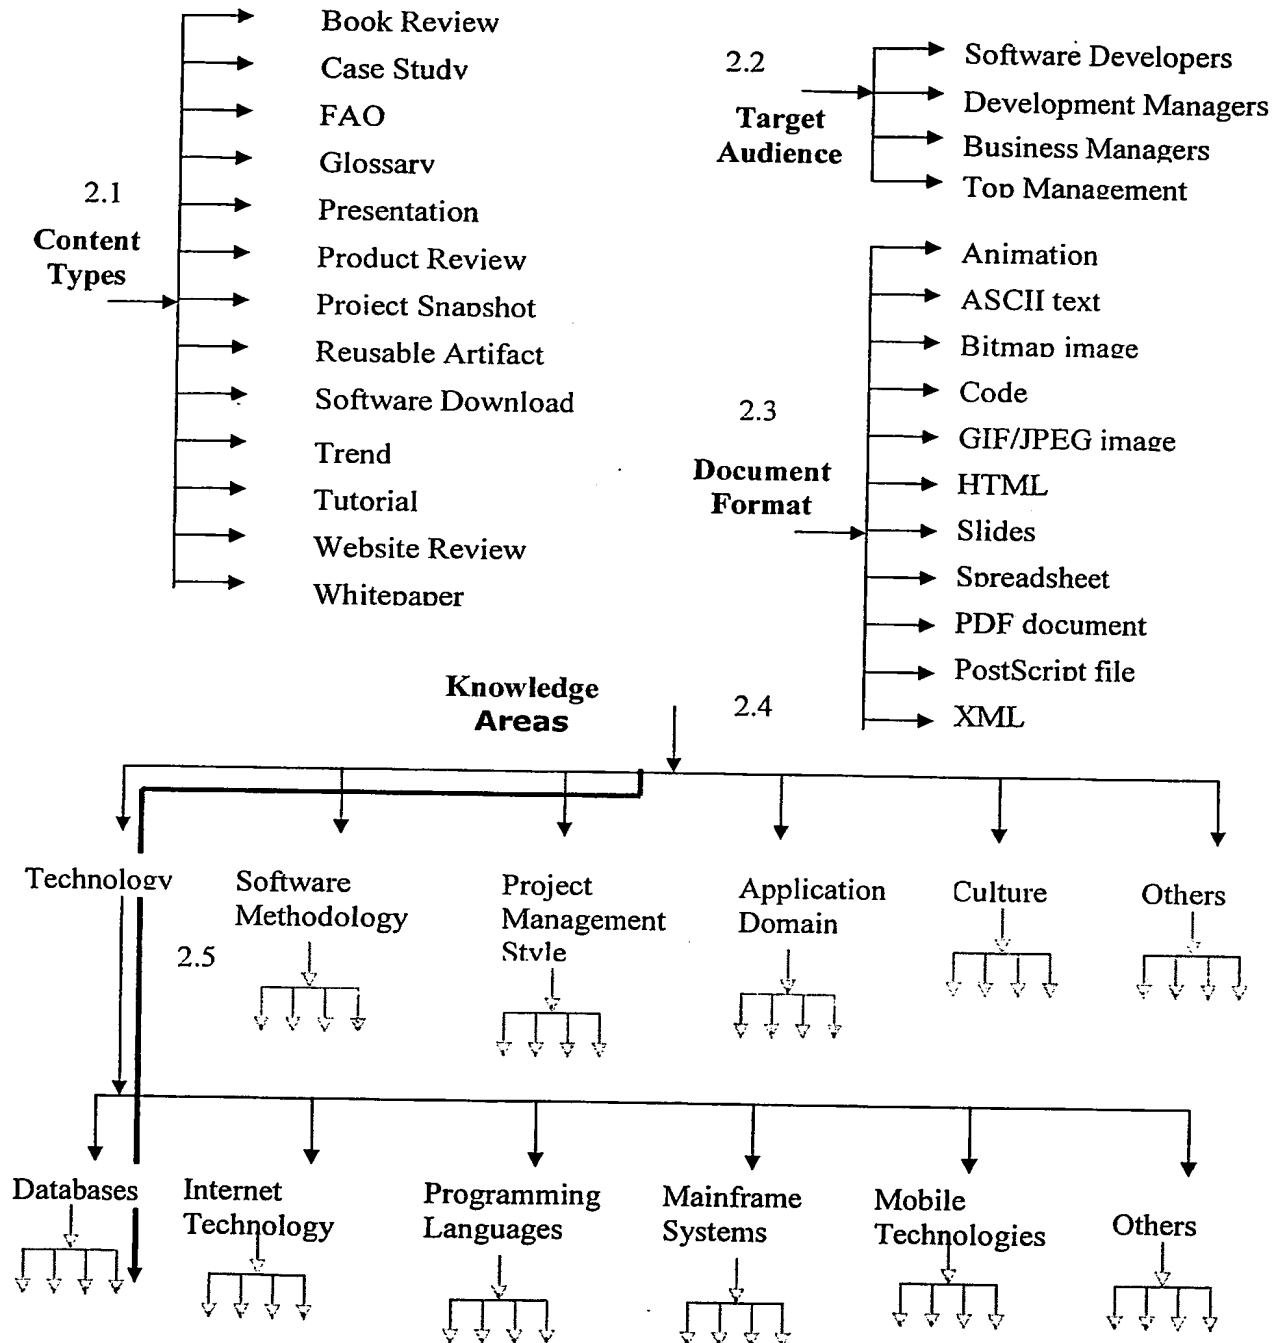 2.1
Content
Types
Book Review
Case Study
FAQ
Glossary
Presentation
Product Review
Project Snapshot
Reusable Artifact
Software Download
Trend
Tutorial
Website Review
Whitepaper
2.2
Target
Audience
Software Developers
Development Managers
Business Managers
Top Management
2.3
Document
Format
Animation
ASCII text
Bitmap image
Code
GIF/JPEG image
HTML
Slides
Spreadsheet
PDF document
PostScript file
XML
Knowledge
Areas
2.4
Technology
Software
Methodology
Project
Management
Style
Application
Domain
Culture
Others
2.5
Databases
Internet
Technology
Programming
Languages
Mainframe
Systems
Mobile
Technologies
Others